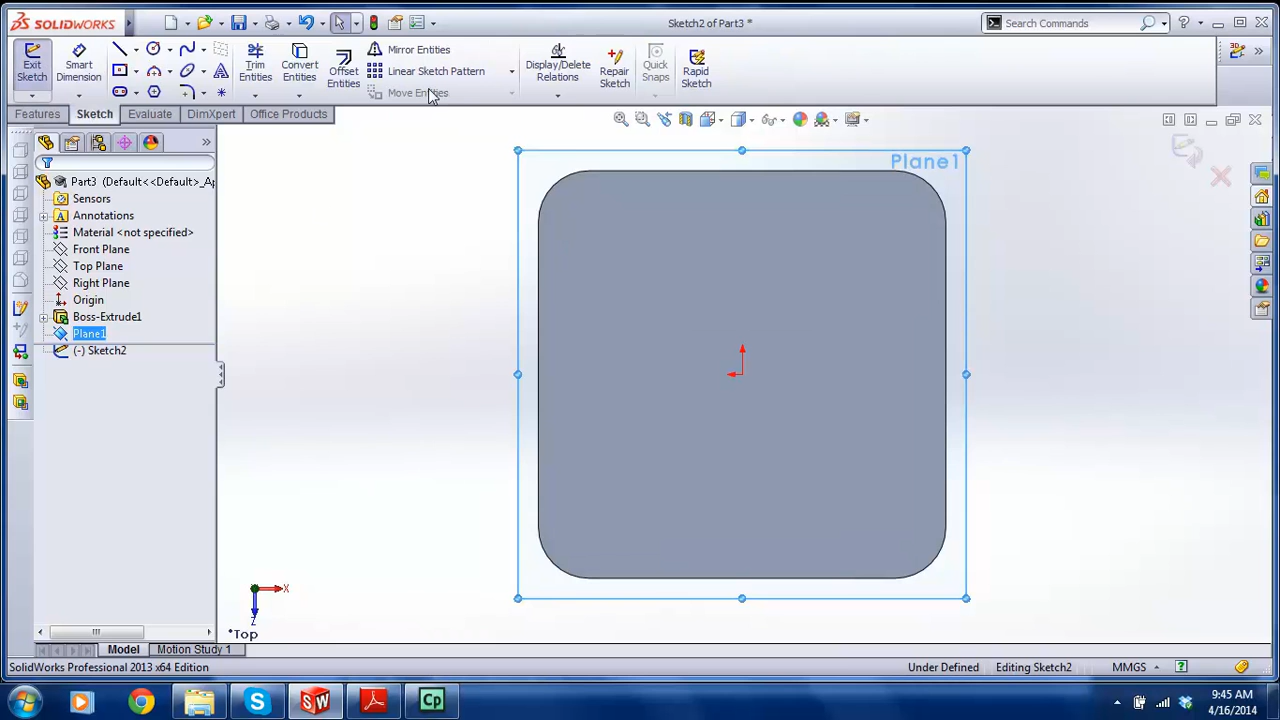 SOLIDWORKS
Sketch2 of Part3 *
Search Commands
Exit Sketch
Smart Dimension
Trim Entities
Convert Entities
Offset Entities
Mirror Entities
Linear Sketch Pattern
Move Entities
Display/Delete Relations
Repair Sketch
Quick Snaps
Rapid Sketch
Features
Sketch
Evaluate
DimXpert
Office Products
Part3 (Default<<Default>_Ap
Sensors
Annotations
Material <not specified>
Front Plane
Top Plane
Right Plane
Origin
Boss-Extrude1
Plane1
(-) Sketch2
Plane1
X
Z
*Top
Model
Motion Study 1
SolidWorks Professional 2013 x64 Edition
Under Defined
Editing Sketch2
MMGS
9:45 AM
4/16/2014